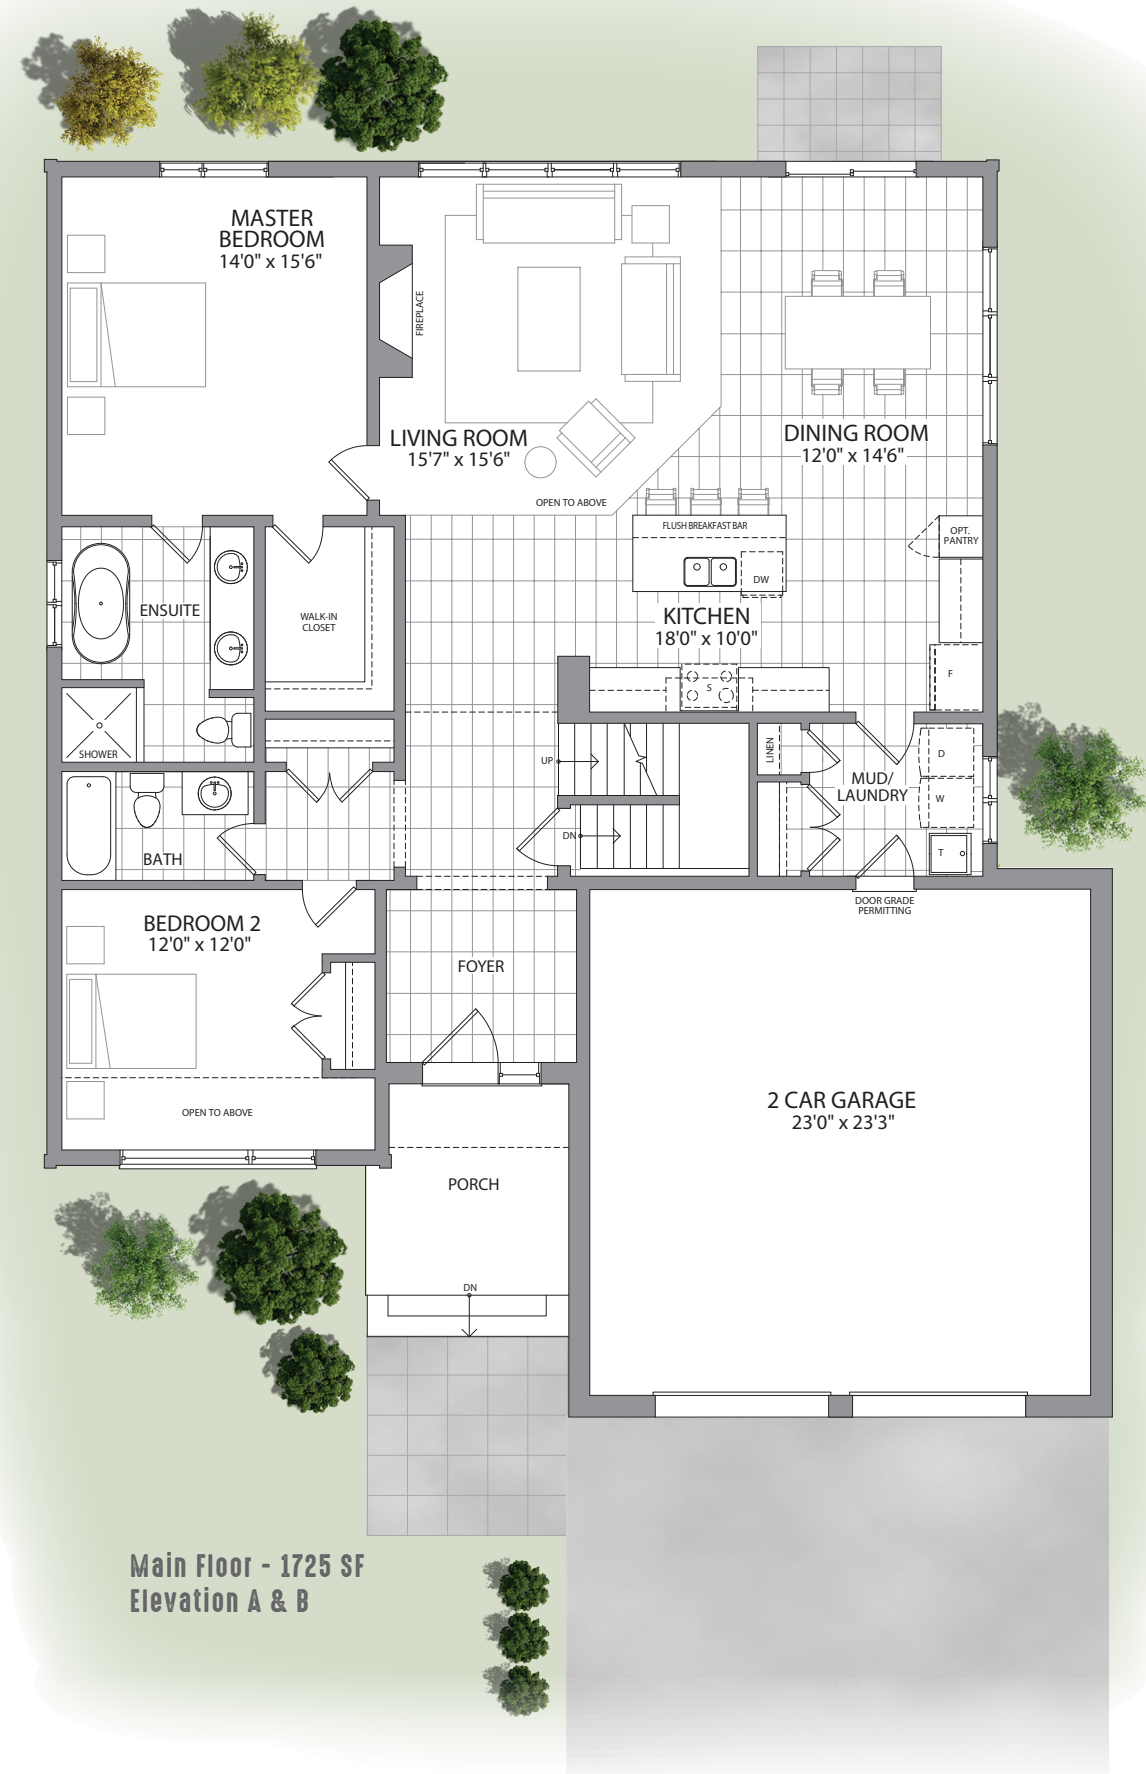 MASTER
BEDROOM
14'0" x 15'6"
FIREPLACE
LIVING ROOM
15'7" x 15'6"
OPEN TO ABOVE
DINING ROOM
12'0" x 14'6"
FLUSH BREAKFAST BAR
DW
OPT.
PANTRY
ENSUITE
WALK-IN
CLOSET
KITCHEN
18'0" x 10'0"
S
F
SHOWER
UP
LINEN
MUD/
LAUNDRY
D
W
T
DN
BATH
DOOR GRADE
PERMITTING
BEDROOM 2
12'0" x 12'0"
FOYER
OPEN TO ABOVE
2 CAR GARAGE
23'0" x 23'3"
PORCH
DN
Main Floor - 1725 SF
Elevation A & B